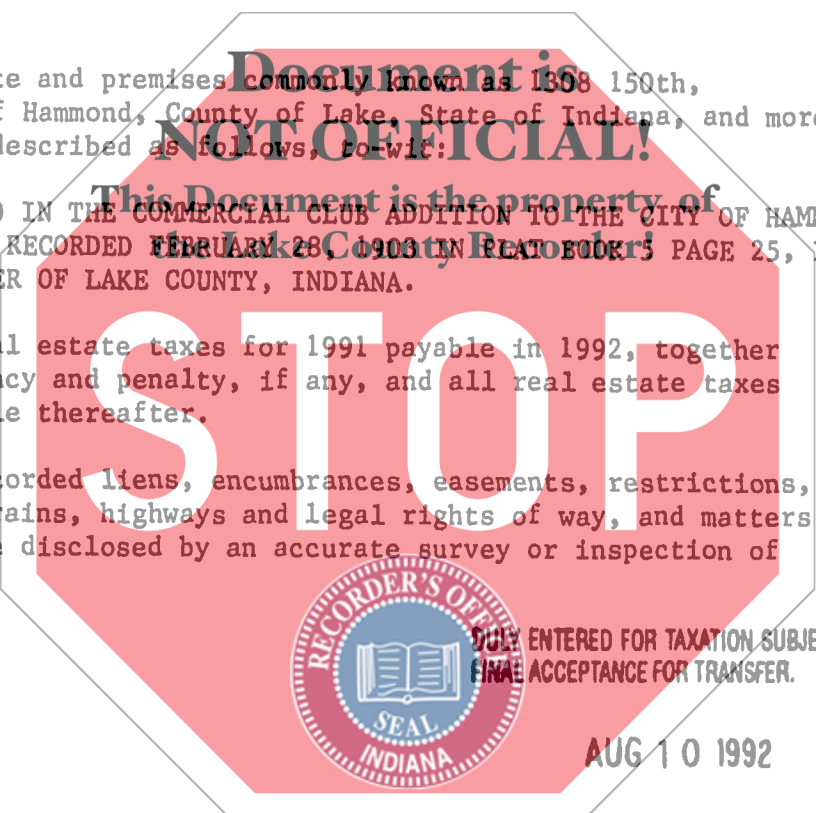 Document is
te and premises commonly known as 1308 150th,
f Hammond, County of Lake, State of Indiana, and more
NOT OFFICIAL!
described as follows, to-wit:
This Document is the property of
IN THE COMMERCIAL CLUB ADDITION TO THE CITY OF HAMM
the Lake County Recorder!
RECORDED FEBRUARY 28, 1903 IN PLAT BOOK 5 PAGE 25,
ER OF LAKE COUNTY, INDIANA.
al estate taxes for 1991 payable in 1992, together
ncy and penalty, if any, and all real estate taxes
le thereafter.
STOP
orded liens, encumbrances, easements, restrictions,
rains, highways and legal rights of way, and matters
e disclosed by an accurate survey or inspection of
RECORDER'S OFFICE
SEAL
INDIANA
DULY ENTERED FOR TAXATION SUBJE
FINAL ACCEPTANCE FOR TRANSFER.
AUG 10 1992